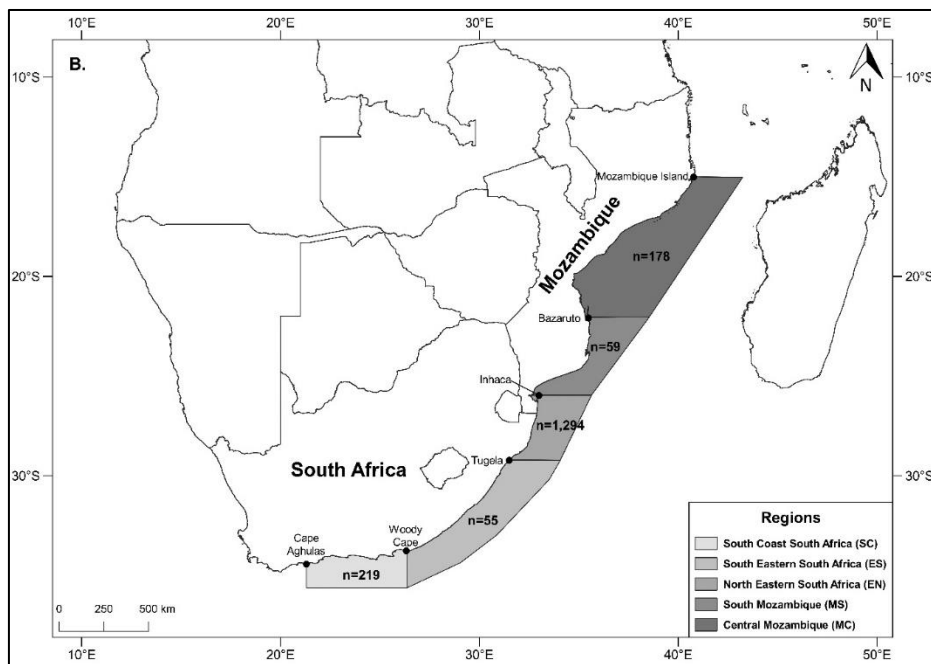 10°E 20°E 30°E 40°E 50°E
B.
N
10°S 10°S
Mozambique Island
Mozambique
n=178
20°S 20°S
Bazaruto
n=59
Inhaca
n=1,294
Tugela
South Africa
30°S 30°S
n=55
Woody
Cape
Cape
Aghulas
n=219
Regions
South Coast South Africa (SC)
South Eastern South Africa (ES)
North Eastern South Africa (EN)
South Mozambique (MS)
Central Mozambique (MC)
0 250 500 km
10°E 20°E 30°E 40°E 50°E